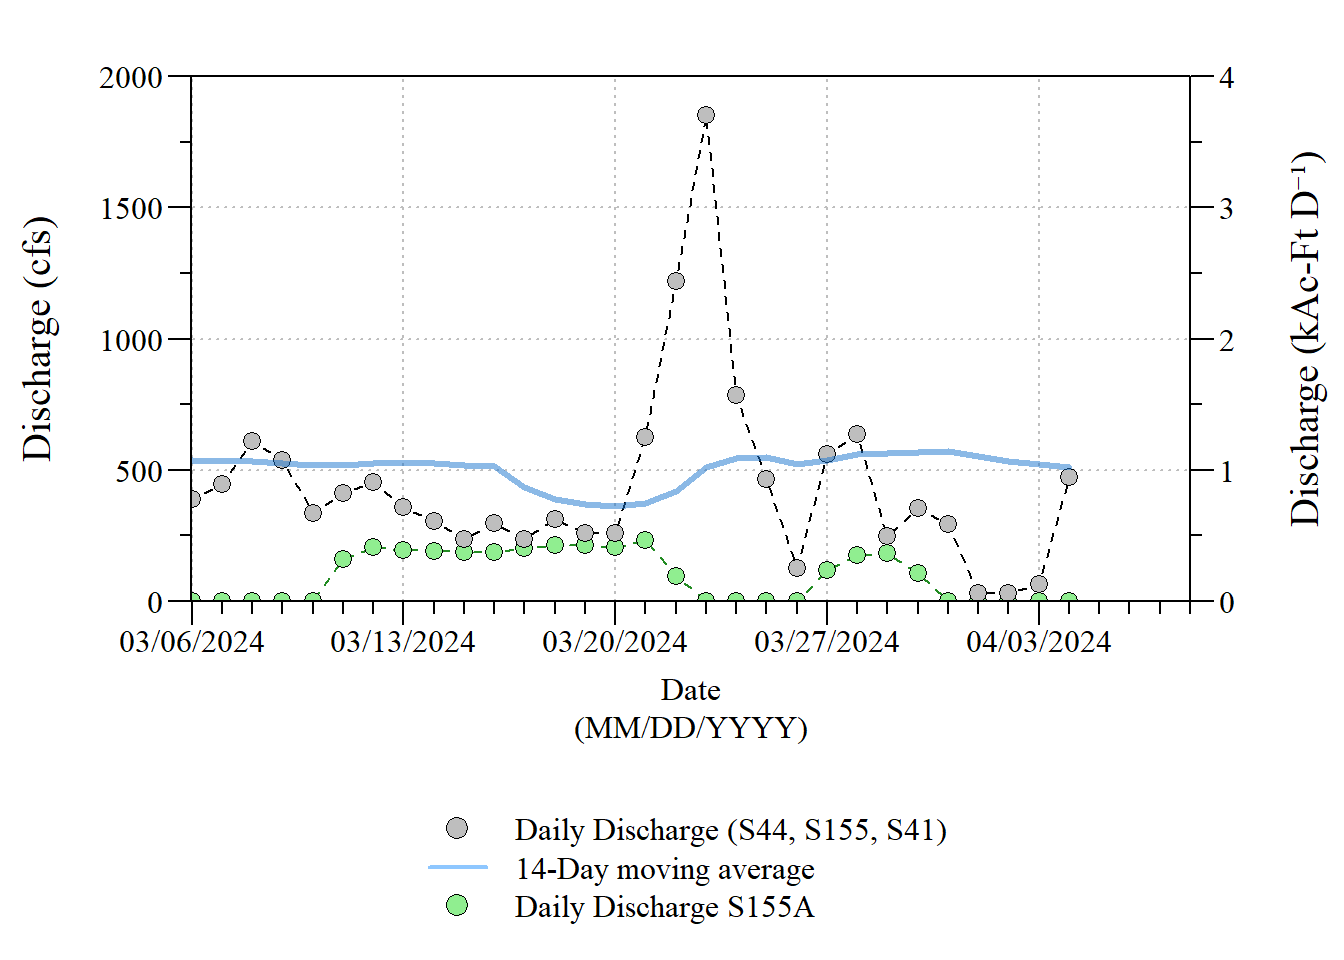 2000
1500
1000
500
0
Discharge (cfs)
4
3
2
1
0
Discharge (kAc-Ft D⁻¹)
03/06/2024 03/13/2024 03/20/2024 03/27/2024 04/03/2024
Date
(MM/DD/YYYY)
Daily Discharge (S44, S155, S41)
14-Day moving average
Daily Discharge S155A